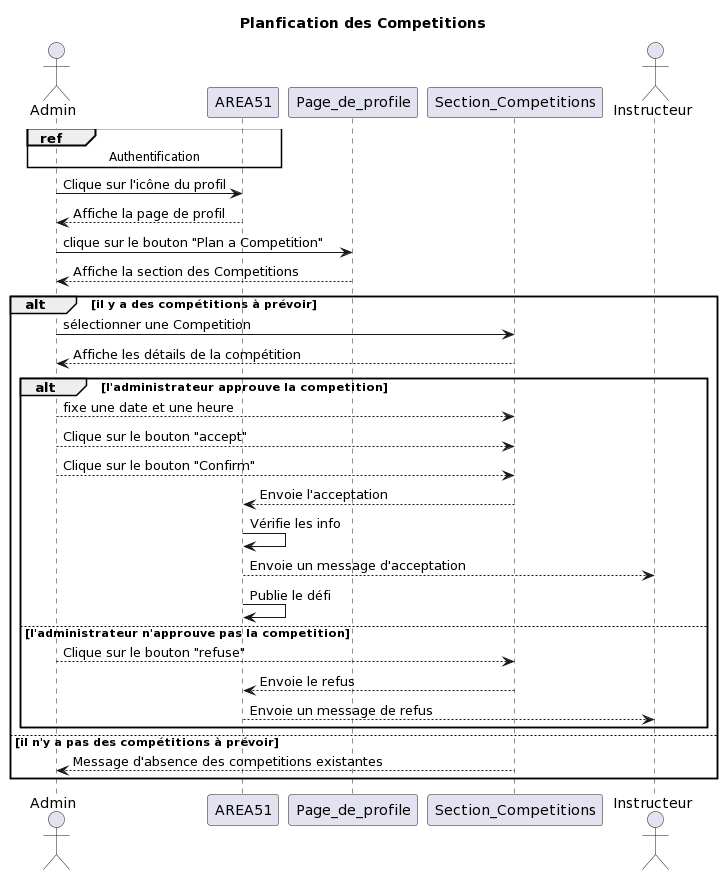 Planfication des Competitions
Admin
AREA51
Page_de_profile
Section_Competitions
Instructeur
ref
Authentification
Clique sur l'icône du profil
Affiche la page de profil
clique sur le bouton "Plan a Competition"
Affiche la section des Competitions
alt [il y a des compétitions à prévoir]
sélectionner une Competition
Affiche les détails de la compétition
alt [l'administrateur approuve la competition]
fixe une date et une heure
Clique sur le bouton "accept"
Clique sur le bouton "Confirm"
Envoie l'acceptation
Vérifie les info
Envoie un message d'acceptation
Publie le défi
[l'administrateur n'approuve pas la competition]
Clique sur le bouton "refuse"
Envoie le refus
Envoie un message de refus
[il n'y a pas des compétitions à prévoir]
Message d'absence des competitions existantes
Admin
AREA51
Page_de_profile
Section_Competitions
Instructeur